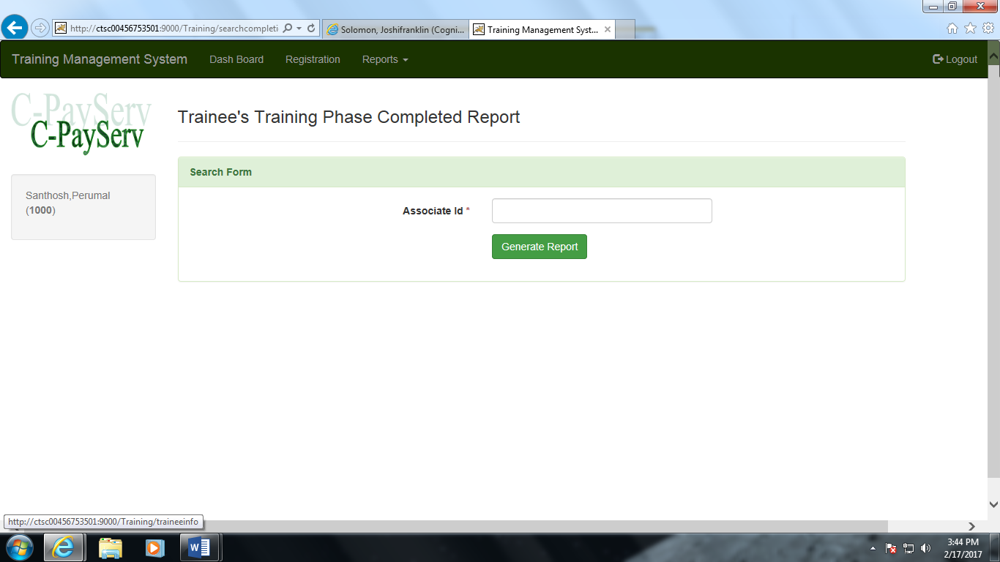 http://ctsc00456753501:9000/Training/searchcompleti
Solomon, Joshifranklin (Cogni...
Training Management Syst...
Training Management System
Dash Board
Registration
Reports
Logout
C-PayServ
C-PayServ
Trainee's Training Phase Completed Report
Santhosh,Perumal
(1000)
Search Form
Associate Id *
Generate Report
http://ctsc00456753501:9000/Training/traineeinfo
3:44 PM
2/17/2017